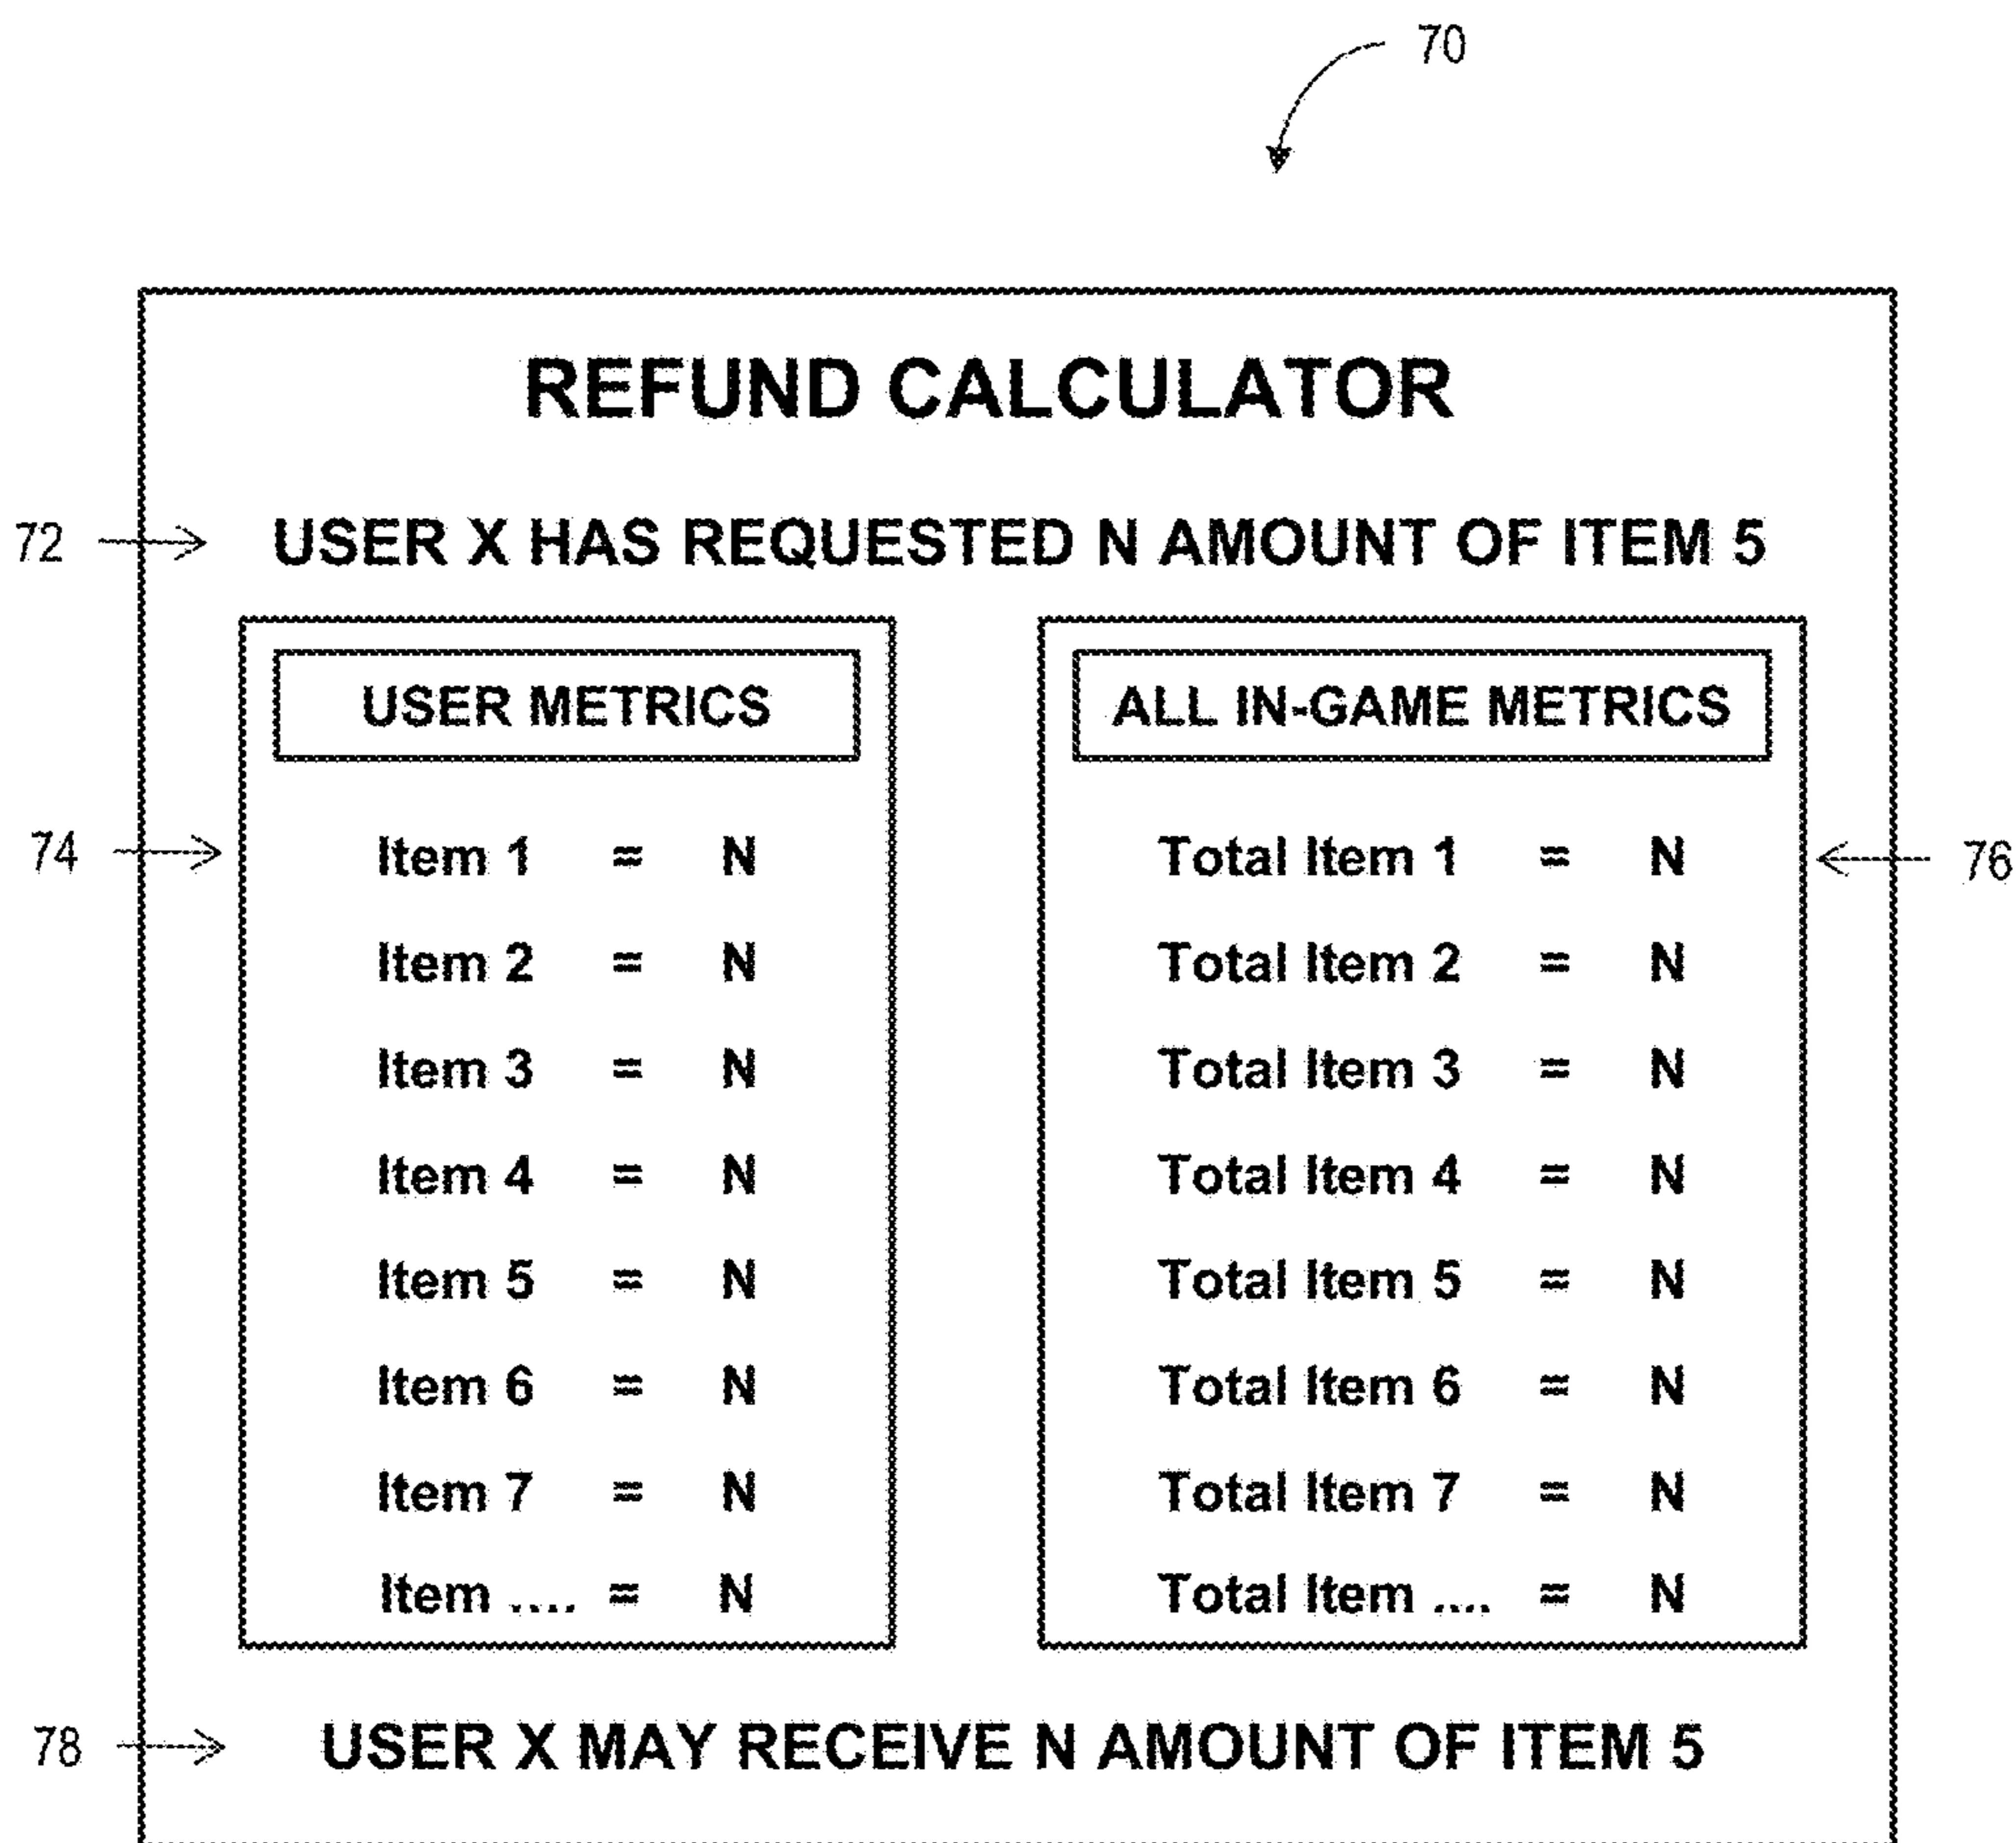 70
REFUND CALCULATOR
72 USER X HAS REQUESTED N AMOUNT OF ITEM 5
USER METRICS
74 Item 1 = N
Item 2 = N
Item 3 = N
Item 4 = N
Item 5 = N
Item 6 = N
Item 7 = N
Item .... = N
ALL IN-GAME METRICS
Total Item 1 = N 76
Total Item 2 = N
Total Item 3 = N
Total Item 4 = N
Total Item 5 = N
Total Item 6 = N
Total Item 7 = N
Total Item .... = N
78 USER X MAY RECEIVE N AMOUNT OF ITEM 5